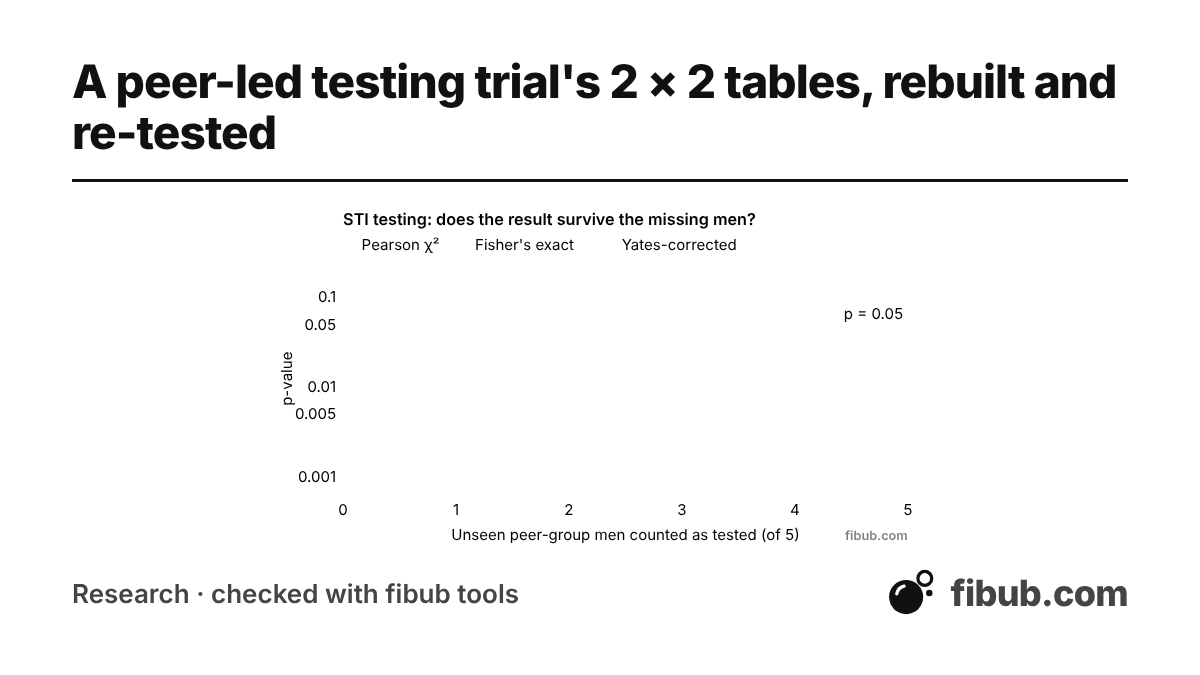 A peer-led testing trial's 2 × 2 tables, rebuilt and
re-tested
STI testing: does the result survive the missing men?
Pearson χ² Fisher's exact Yates-corrected
0.1
p = 0.05
0.05
p-value
0.01
0.005
0.001
0 1 2 3 4 5
Unseen peer-group men counted as tested (of 5)
fibub.com
Research · checked with fibub tools
fibub.com